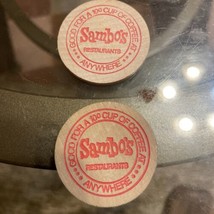 GOOD FOR A 10¢ CUP OF COFFEE AT
Sambo's
RESTAURANTS
ANYWHERE
GOOD FOR A 10¢ CUP OF COFFEE AT
Sambo's
RESTAURANTS
ANYWHERE